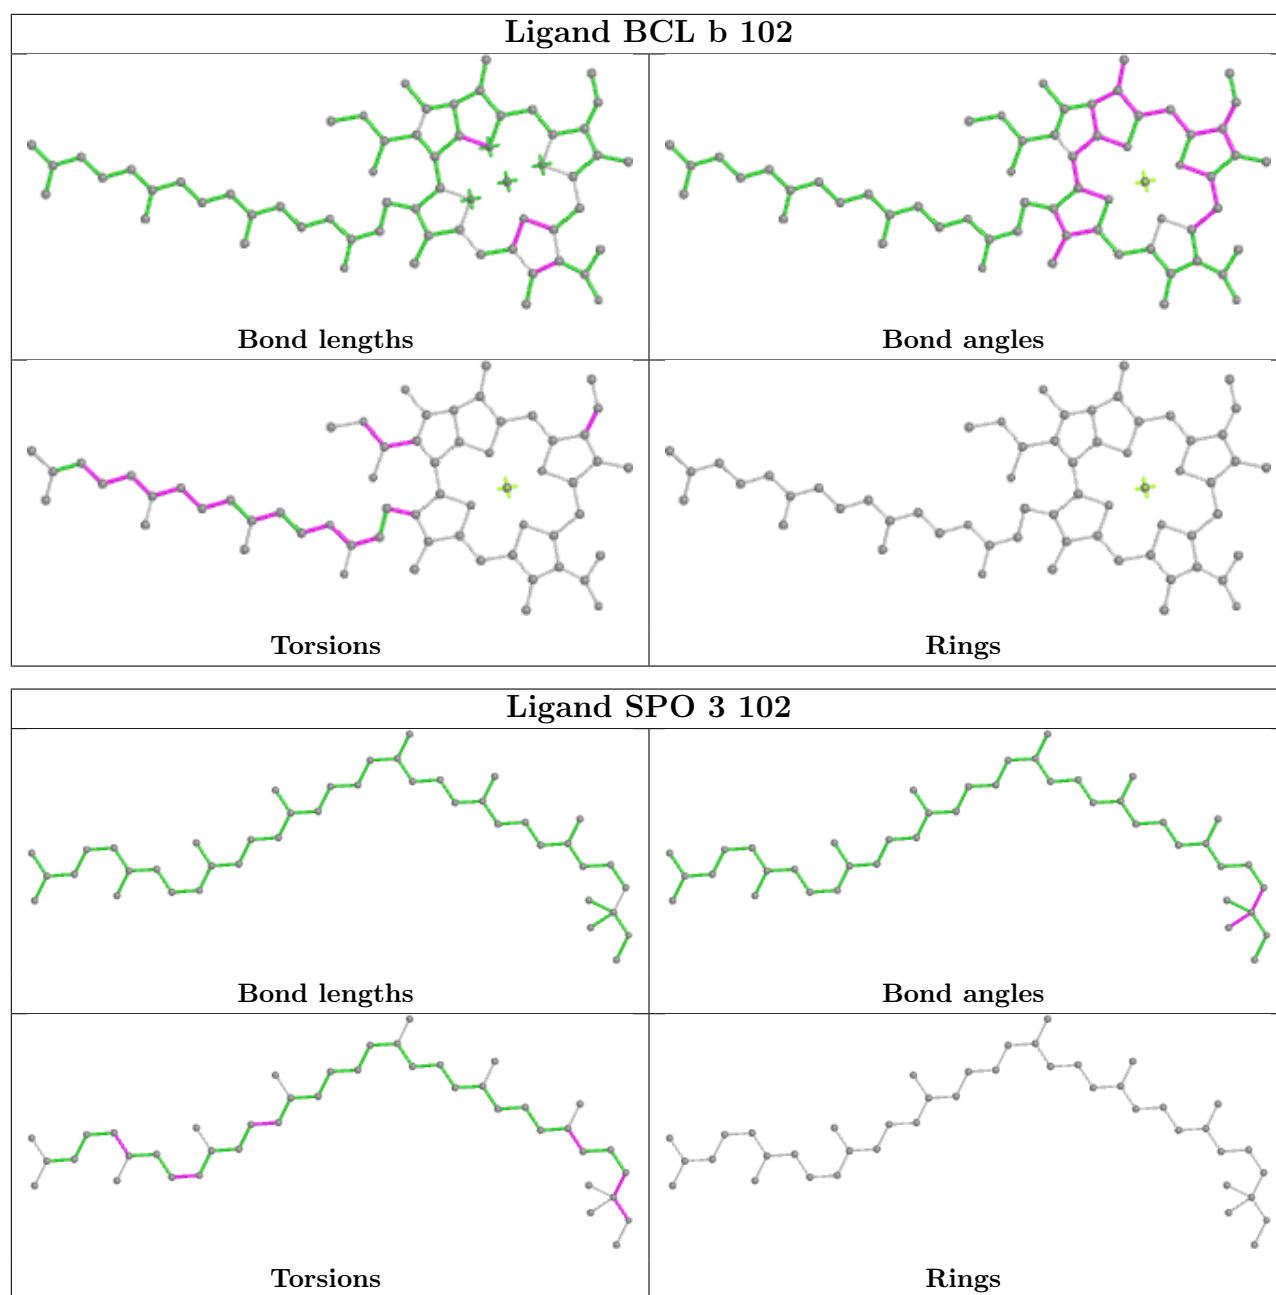 Ligand BCL b 102
Bond lengths
Bond angles
Torsions
Rings
Ligand SPO 3 102
Bond lengths
Bond angles
Torsions
Rings